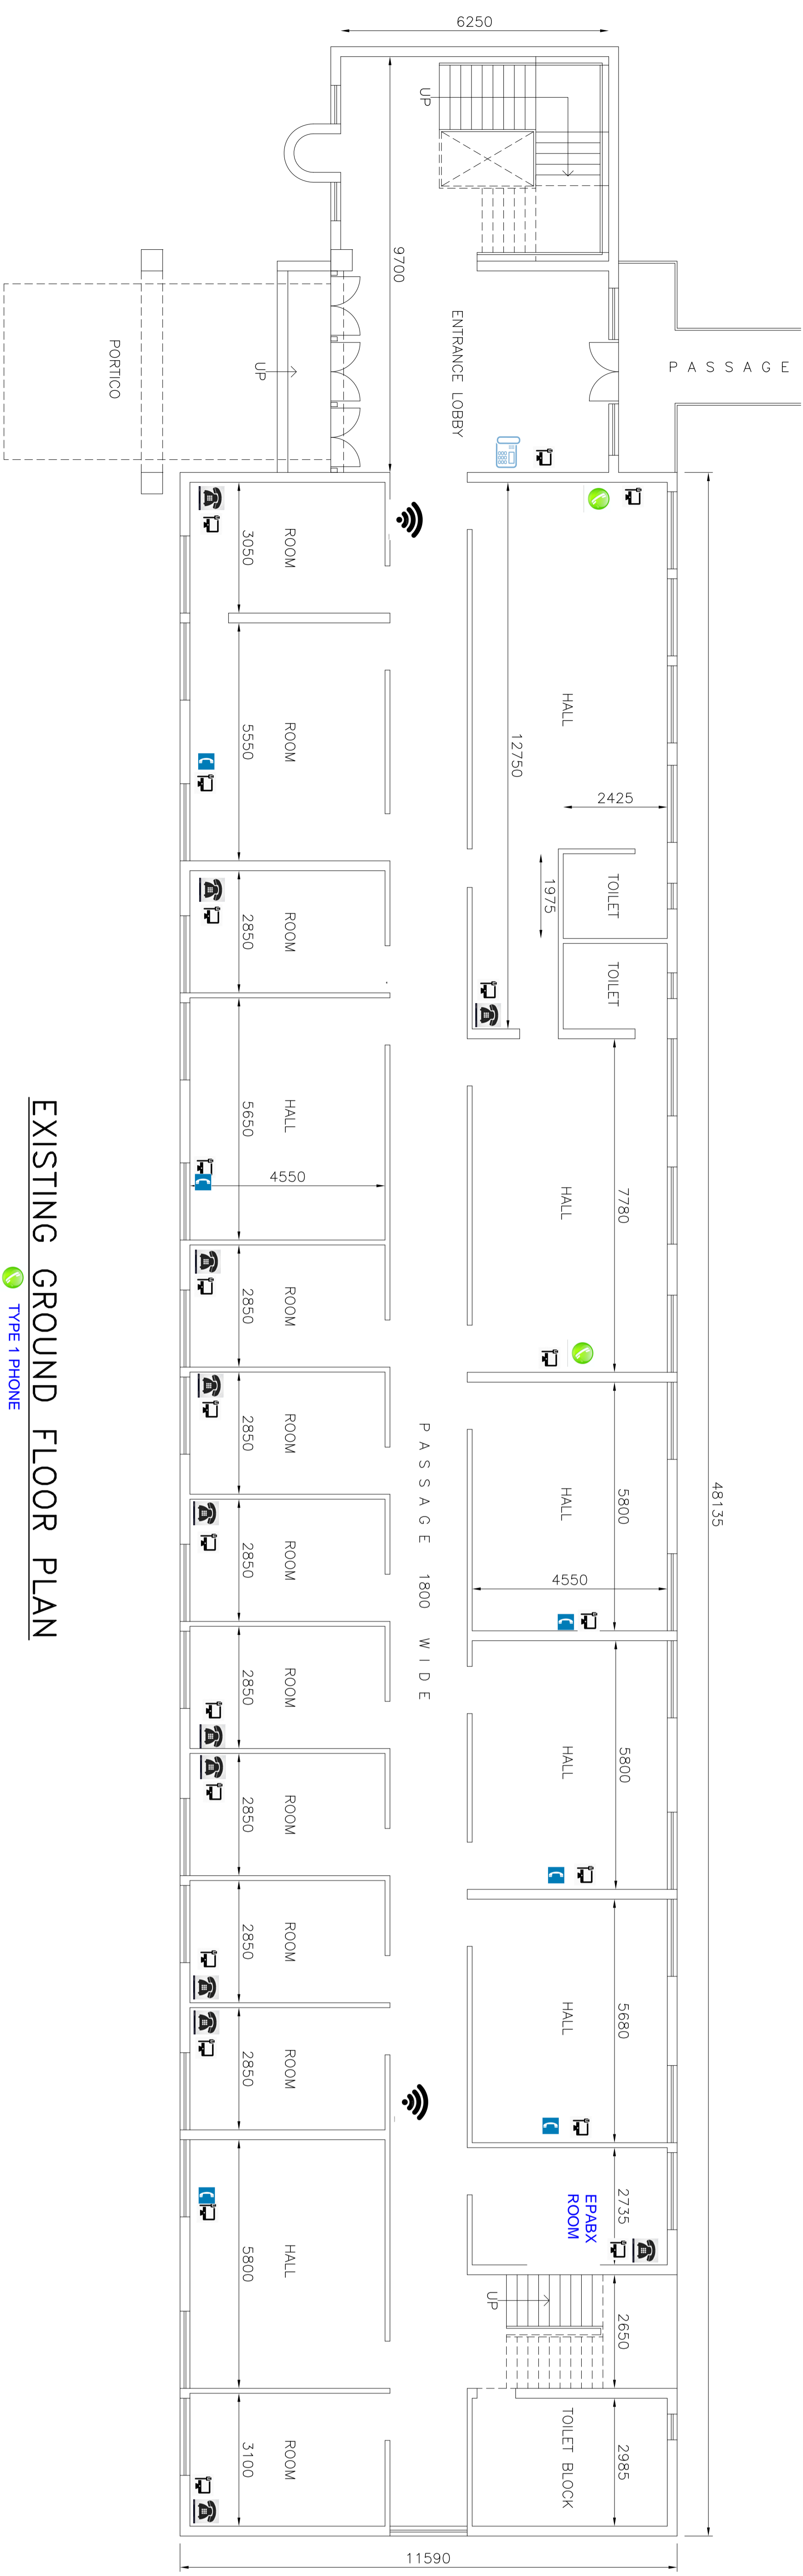 6250
UP
9700
ENTRANCE LOBBY
PASSAGE
PORTICO
UP
ROOM
3050
HALL
12750
ROOM
5550
2425
1975
TOILET
TOILET
ROOM
2850
HALL
5650
4550
HALL
7780
ROOM
2850
ROOM
2850
HALL
5800
4550
48135
PASSAGE 1800 WIDE
ROOM
2850
ROOM
2850
HALL
5800
ROOM
2850
ROOM
2850
HALL
5680
ROOM
2850
EPABX
ROOM
2735
HALL
5800
UP
2650
TOILET BLOCK
2985
ROOM
3100
11590
EXISTING GROUND FLOOR PLAN
TYPE 1 PHONE